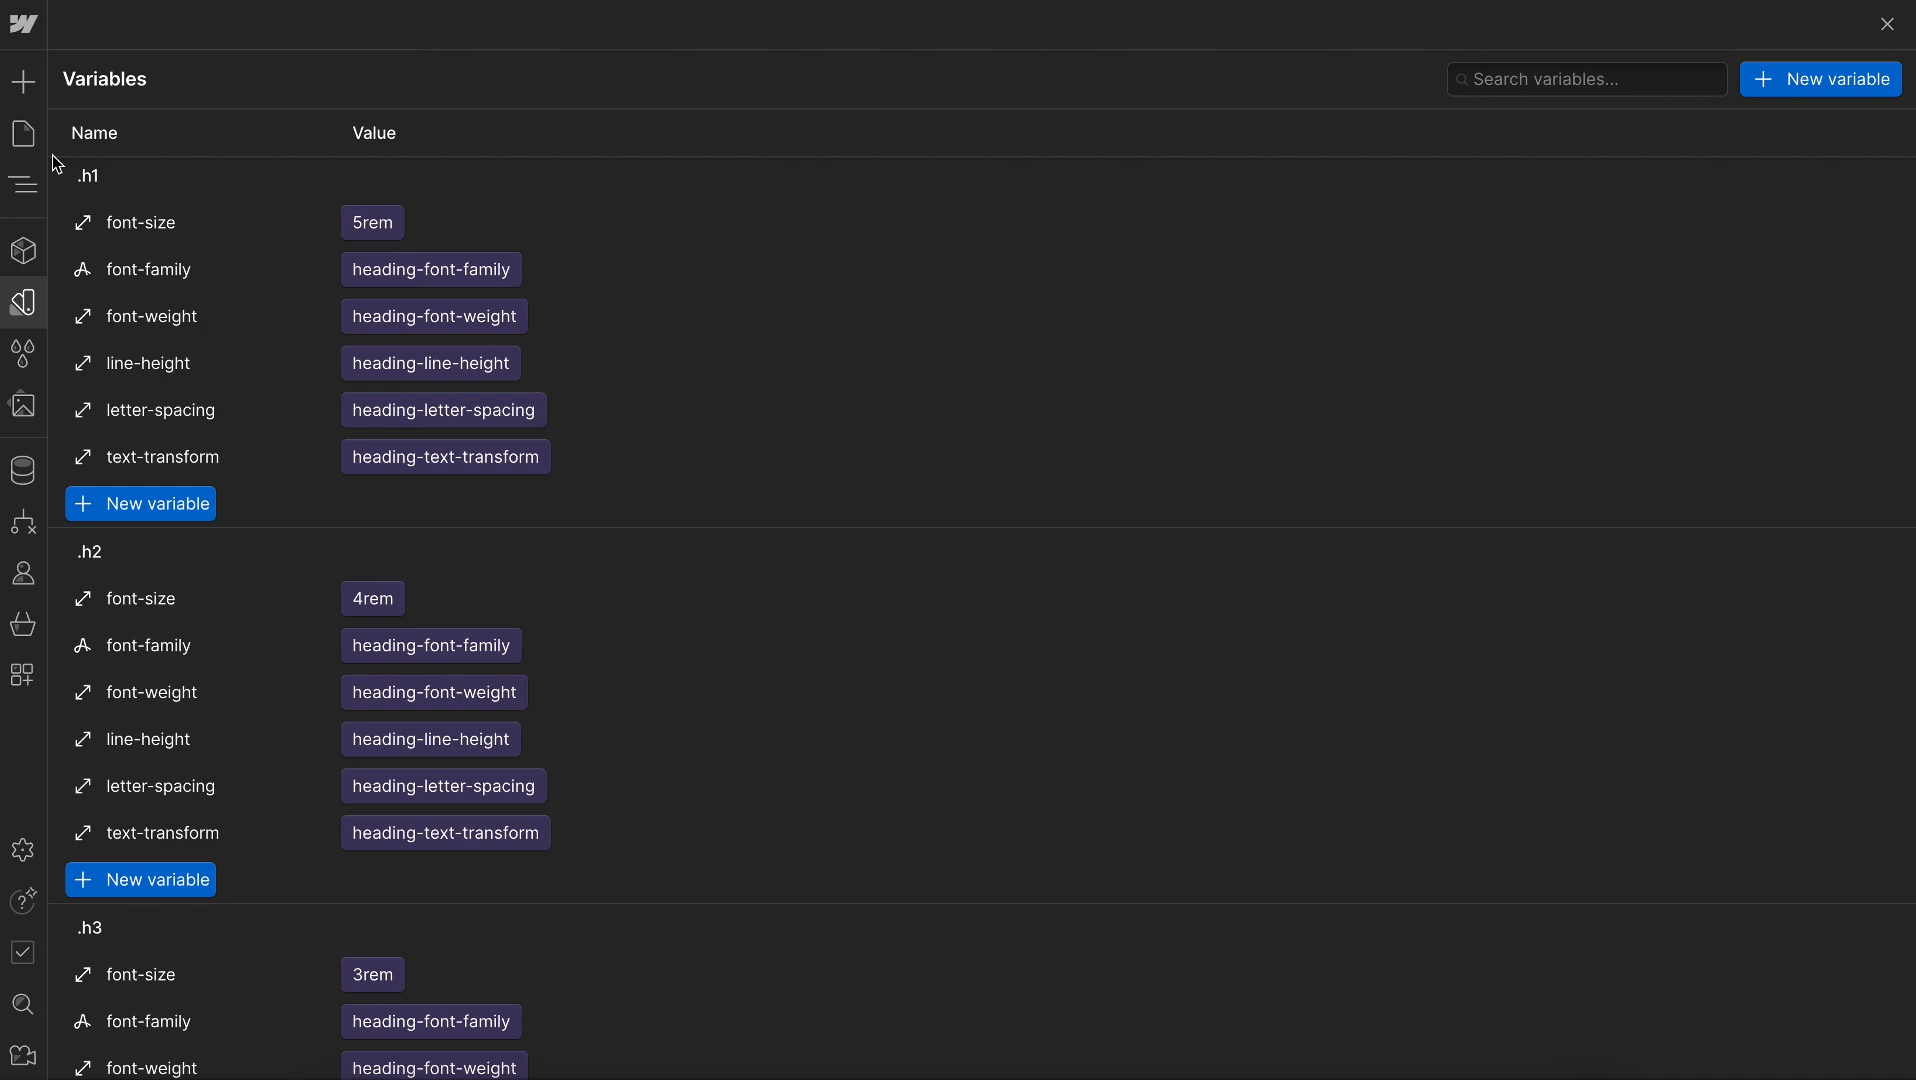 Variables
Search variables...
New variable
Name
Value
.h1
font-size
5rem
font-family
heading-font-family
font-weight
heading-font-weight
line-height
heading-line-height
letter-spacing
heading-letter-spacing
text-transform
heading-text-transform
New variable
.h2
font-size
4rem
font-family
heading-font-family
font-weight
heading-font-weight
line-height
heading-line-height
letter-spacing
heading-letter-spacing
text-transform
heading-text-transform
New variable
.h3
font-size
3rem
font-family
heading-font-family
font-weight
heading-font-weight